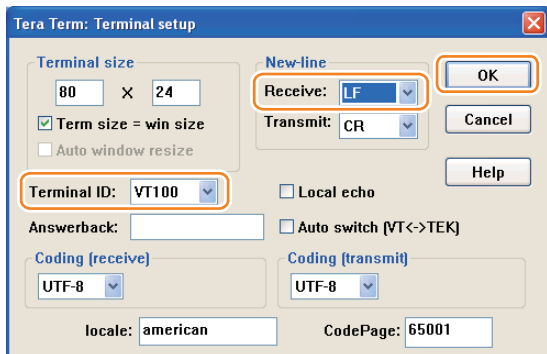 Tera Term: Terminal setup
Terminal size
80 X 24
Term size = win size
Auto window resize
New-line
Receive: LF
Transmit: CR
OK
Cancel
Help
Terminal ID: VT100
Local echo
Answerback:
Auto switch (VT<->TEK)
Coding (receive)
UTF-8
Coding (transmit)
UTF-8
locale: american
CodePage: 65001